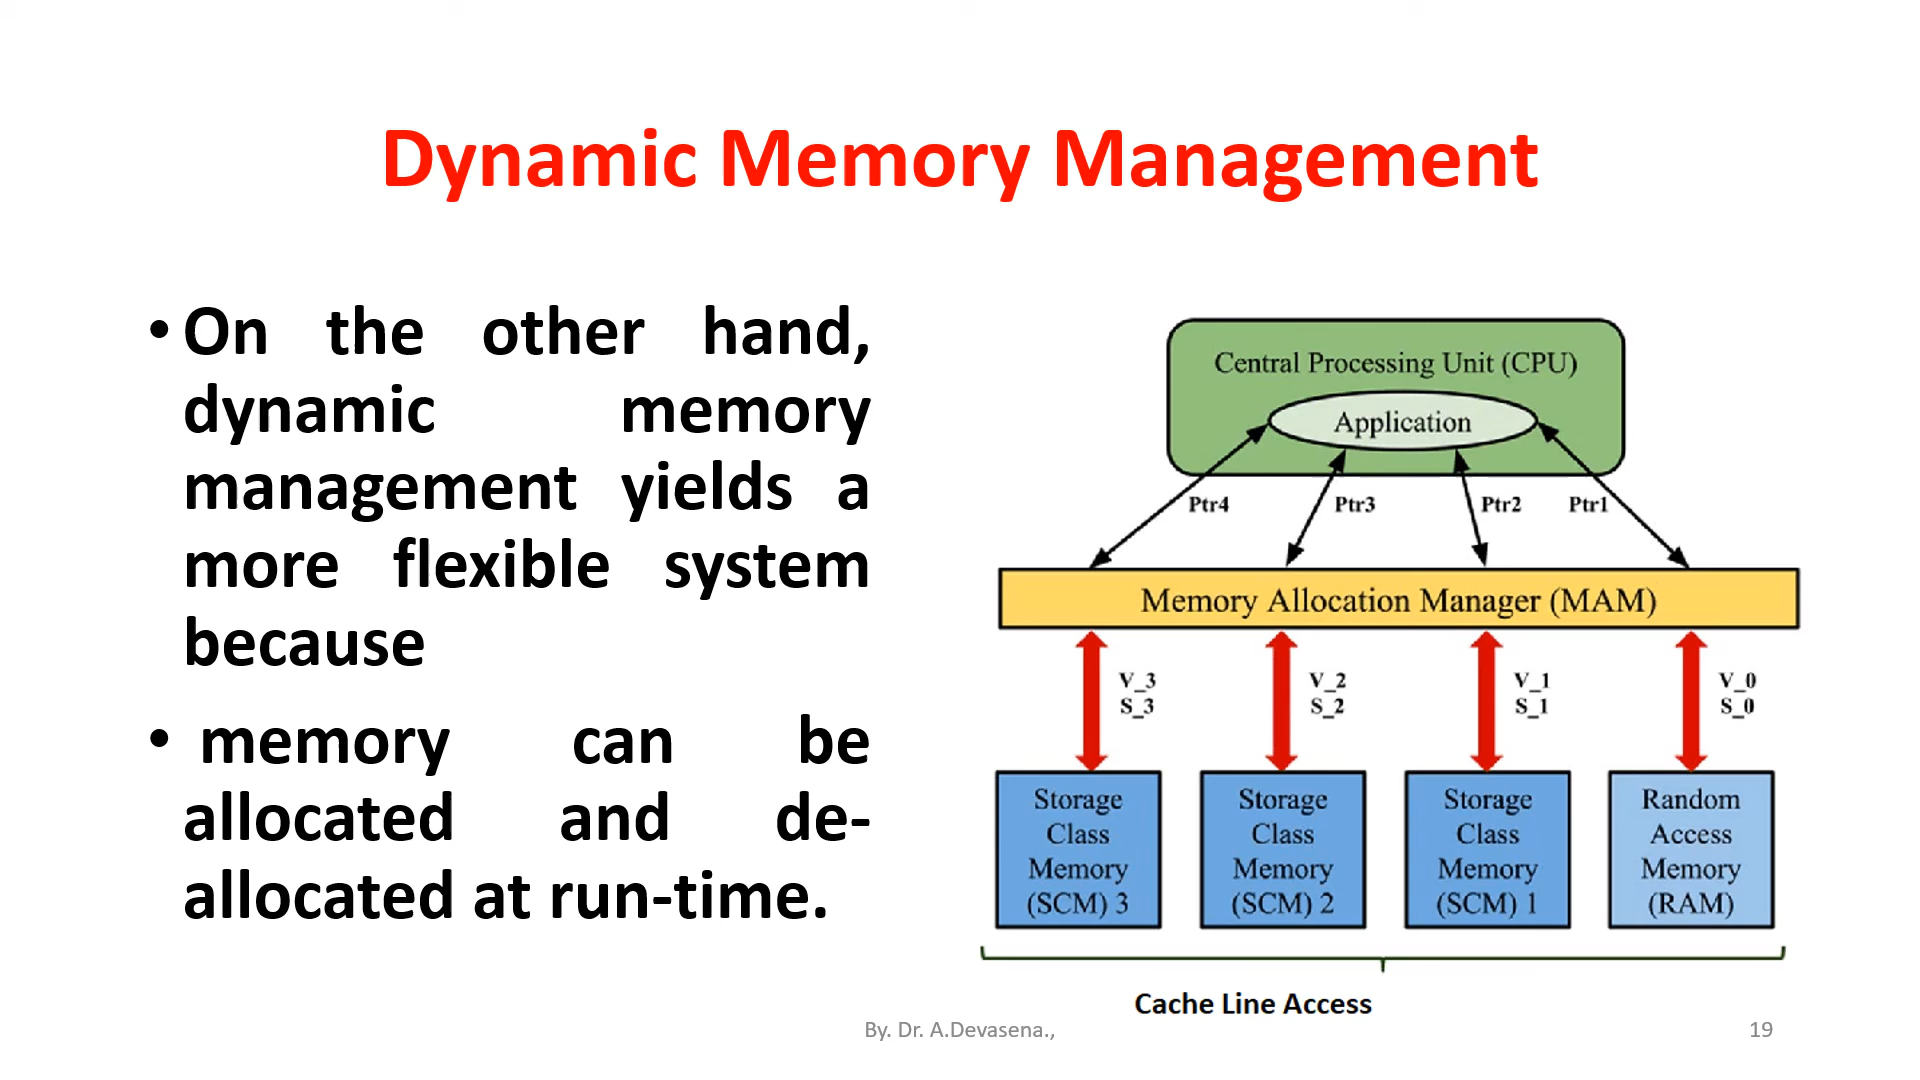 Dynamic Memory Management
• On the other hand,
dynamic memory
management yields a
more flexible system
because
• memory can be
allocated and de-
allocated at run-time.
Central Processing Unit (CPU)
Application
Ptr4 Ptr3 Ptr2 Ptr1
Memory Allocation Manager (MAM)
V_3 V_2 V_1 V_0
S_3 S_2 S_1 S_0
Storage Storage Storage Random
Class Class Class Access
Memory Memory Memory Memory
(SCM) 3 (SCM) 2 (SCM) 1 (RAM)
Cache Line Access
By. Dr. A.Devasena., 19